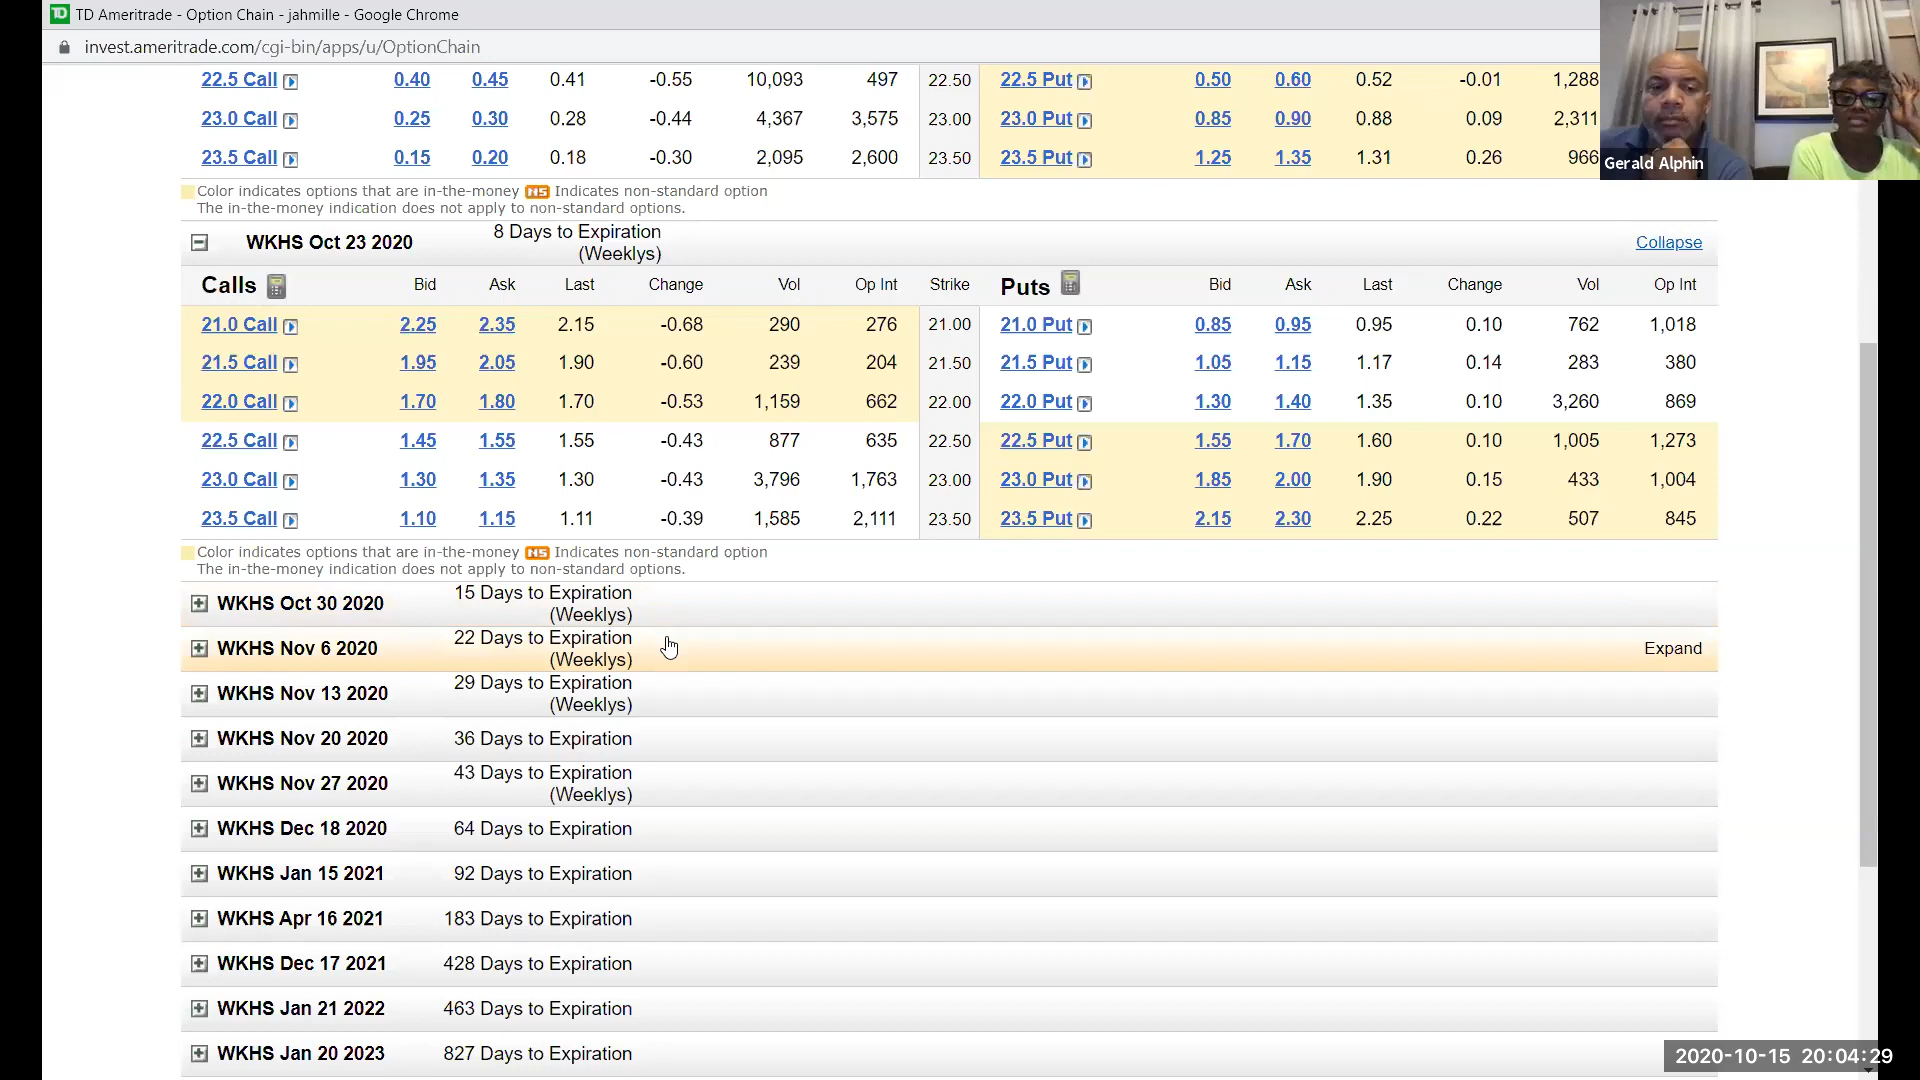 TD Ameritrade - Option Chain - jahmille - Google Chrome
invest.ameritrade.com/cgi-bin/apps/u/OptionChain
22.5 Call 0.40 0.45 0.41 -0.55 10,093 497 22.50 22.5 Put 0.50 0.60 0.52 -0.01 1,288
23.0 Call 0.25 0.30 0.28 -0.44 4,367 3,575 23.00 23.0 Put 0.85 0.90 0.88 0.09 2,311
23.5 Call 0.15 0.20 0.18 -0.30 2,095 2,600 23.50 23.5 Put 1.25 1.35 1.31 0.26 966
Gerald Alphin
Color indicates options that are in-the-money NS Indicates non-standard option
The in-the-money indication does not apply to non-standard options.
WKHS Oct 23 2020 8 Days to Expiration (Weeklys) Collapse
Calls Bid Ask Last Change Vol Op Int Strike Puts Bid Ask Last Change Vol Op Int
21.0 Call 2.25 2.35 2.15 -0.68 290 276 21.00 21.0 Put 0.85 0.95 0.95 0.10 762 1,018
21.5 Call 1.95 2.05 1.90 -0.60 239 204 21.50 21.5 Put 1.05 1.15 1.17 0.14 283 380
22.0 Call 1.70 1.80 1.70 -0.53 1,159 662 22.00 22.0 Put 1.30 1.40 1.35 0.10 3,260 869
22.5 Call 1.45 1.55 1.55 -0.43 877 635 22.50 22.5 Put 1.55 1.70 1.60 0.10 1,005 1,273
23.0 Call 1.30 1.35 1.30 -0.43 3,796 1,763 23.00 23.0 Put 1.85 2.00 1.90 0.15 433 1,004
23.5 Call 1.10 1.15 1.11 -0.39 1,585 2,111 23.50 23.5 Put 2.15 2.30 2.25 0.22 507 845
Color indicates options that are in-the-money NS Indicates non-standard option
The in-the-money indication does not apply to non-standard options.
WKHS Oct 30 2020 15 Days to Expiration (Weeklys)
WKHS Nov 6 2020 22 Days to Expiration (Weeklys) Expand
WKHS Nov 13 2020 29 Days to Expiration (Weeklys)
WKHS Nov 20 2020 36 Days to Expiration
WKHS Nov 27 2020 43 Days to Expiration (Weeklys)
WKHS Dec 18 2020 64 Days to Expiration
WKHS Jan 15 2021 92 Days to Expiration
WKHS Apr 16 2021 183 Days to Expiration
WKHS Dec 17 2021 428 Days to Expiration
WKHS Jan 21 2022 463 Days to Expiration
WKHS Jan 20 2023 827 Days to Expiration
2020-10-15 20:04:29